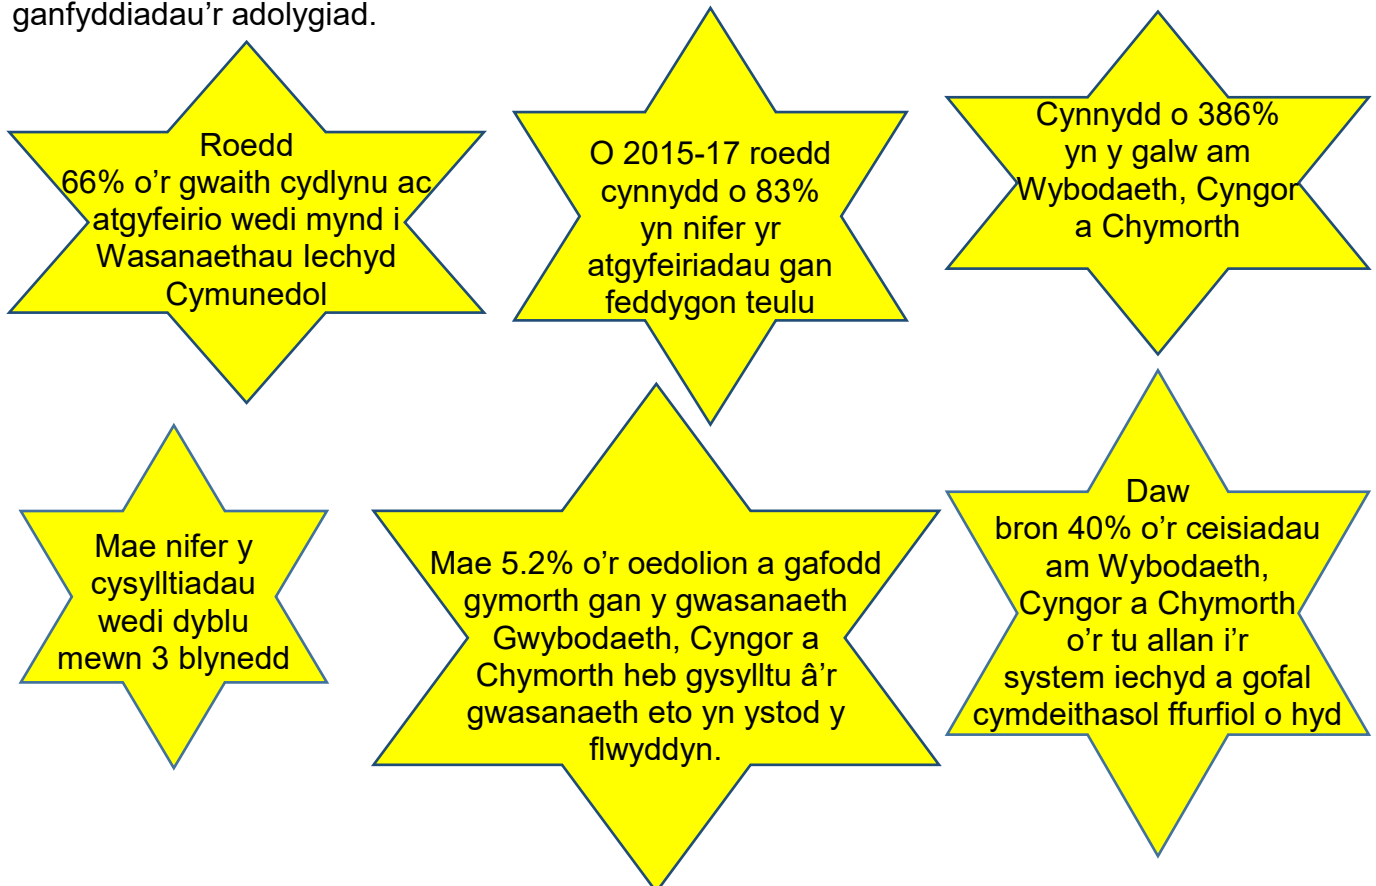 ganfyddiadau'r adolygiad.
Roedd
66% o'r gwaith cydlynu ac
atgyfeirio wedi mynd i
Wasanaethau Iechyd
Cymunedol
O 2015-17 roedd
cynnydd o 83%
yn nifer yr
atgyfeiriadau gan
feddygon teulu
Cynnydd o 386%
yn y galw am
Wybodaeth, Cyngor
a Chymorth
Mae nifer y
cysylltiadau
wedi dyblu
mewn 3 blynedd
Mae 5.2% o'r oedolion a gafodd
gymorth gan y gwasanaeth
Gwybodaeth, Cyngor a
Chymorth heb gysylltu â'r
gwasanaeth eto yn ystod y
flwyddyn.
Daw
bron 40% o'r ceisiadau
am Wybodaeth,
Cyngor a Chymorth
o'r tu allan i'r
system iechyd a gofal
cymdeithasol ffurfiol o hyd